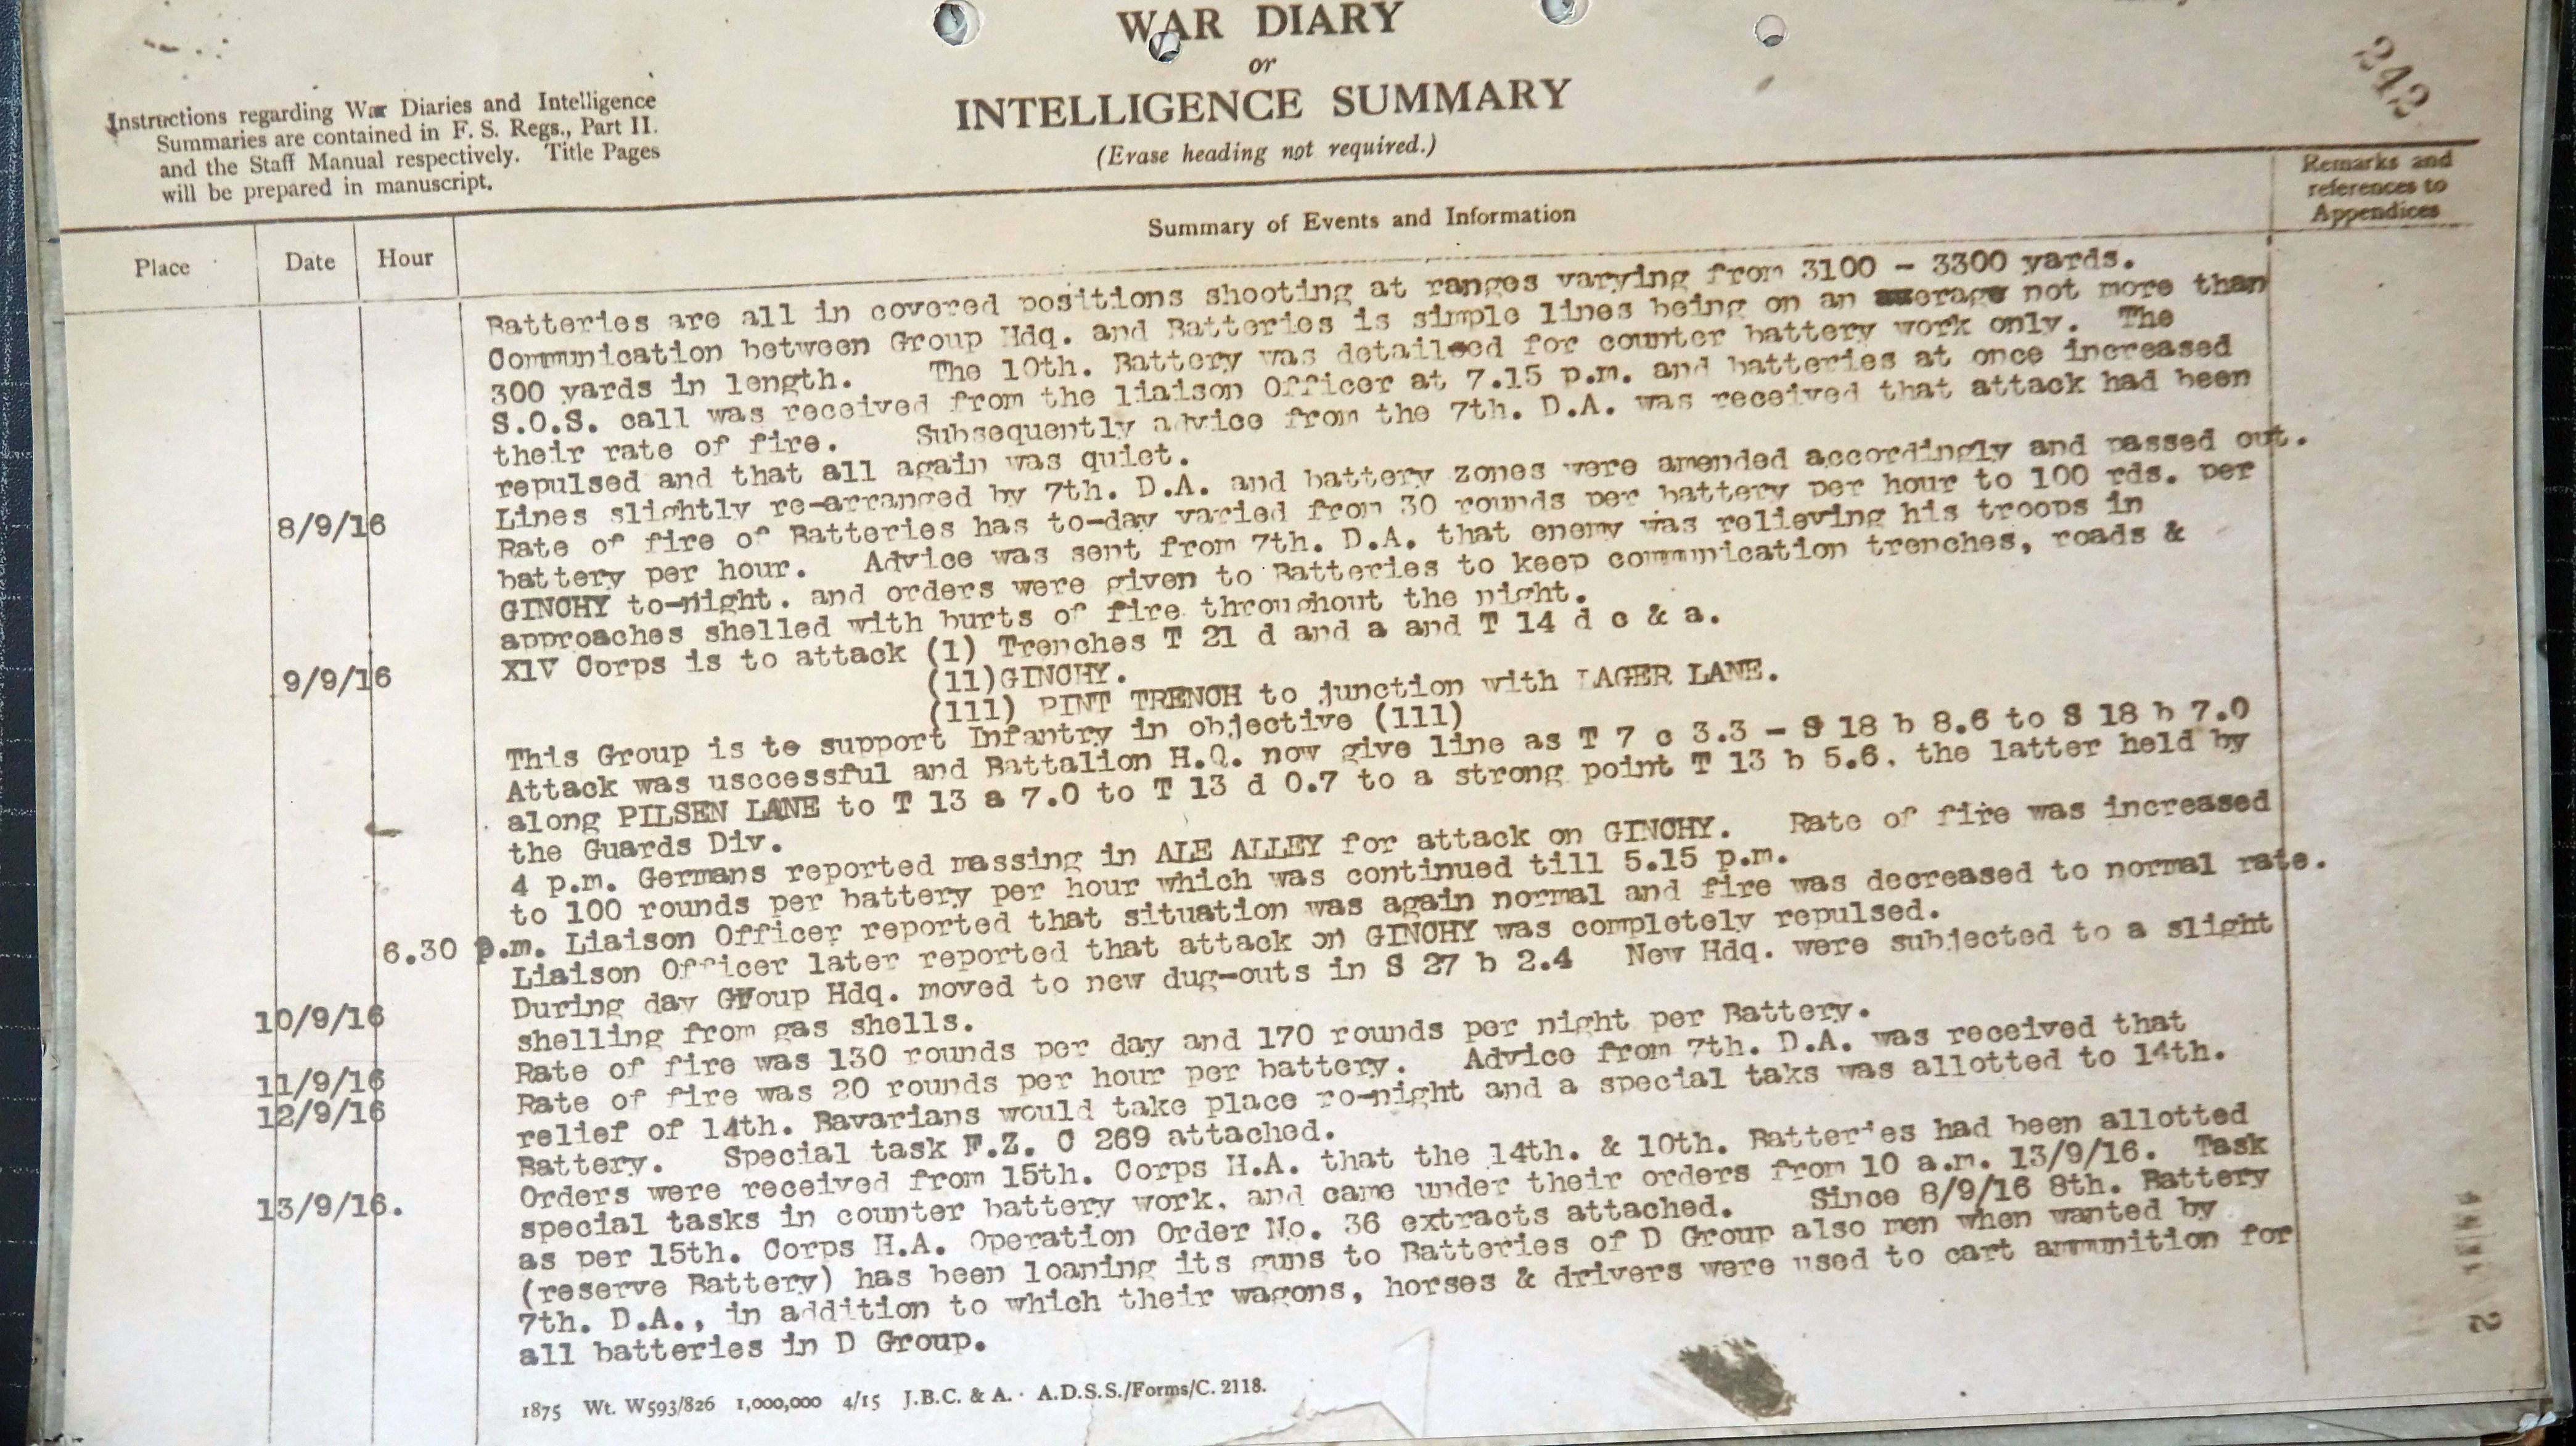 WAR DIARY
or
INTELLIGENCE SUMMARY
(Erase heading not required.)
Instructions regarding War Diaries and Intelligence
Summaries are contained in F. S. Regs., Part II.
and the Staff Manual respectively. Title Pages
will be prepared in manuscript.
242
Place Date Hour Summary of Events and Information Remarks and
references to
Appendices
Batteries are all in covered positions shooting at ranges varying from 3100 - 3300 yards.
Communication between Group Hdq. and Batteries is simple lines being on an average not more than
300 yards in length. The 10th. Battery was detailed for counter battery work only. The
S.O.S. call was received from the liaison Officer at 7.15 p.m. and batteries at once increased
their rate of fire. Subsequently advice from the 7th. D.A. was received that attack had been
repulsed and that all again was quiet.
8/9/16 Lines slightly re-arranged by 7th. D.A. and battery zones were amended accordingly and passed out.
Rate of fire of Batteries has to-day varied from 30 rounds per battery per hour to 100 rds. per
battery per hour. Advice was sent from 7th. D.A. that enemy was relieving his troops in
GINCHY to-night. and orders were given to Batteries to keep communication trenches, roads &
approaches shelled with burts of fire throughout the night.
9/9/16 X1V Corps is to attack (1) Trenches T 21 d and a and T 14 d c & a.
(11)GINCHY.
(111) PINT TRENCH to junction with LAGER LANE.
This Group is to support Infantry in objective (111)
Attack was usccessful and Battalion H.Q. now give line as T 7 c 3.3 - S 18 b 8.6 to S 18 b 7.0
along PILSEN LANE to T 13 a 7.0 to T 13 d 0.7 to a strong point T 13 b 5.6. the latter held by
the Guards Div.
4 p.m. Germans reported massing in ALE ALLEY for attack on GINCHY. Rate of fire was increased
to 100 rounds per battery per hour which was continued till 5.15 p.m.
6.30 p.m. Liaison Officer reported that situation was again normal and fire was decreased to normal rate.
Liaison Officer later reported that attack on GINCHY was completely repulsed.
10/9/16 During day Group Hdq. moved to new dug-outs in S 27 b 2.4 New Hdq. were subjected to a slight
shelling from gas shells.
11/9/16 Rate of fire was 130 rounds per day and 170 rounds per night per Battery.
12/9/16 Rate of fire was 20 rounds per hour per battery. Advice from 7th. D.A. was received that
relief of 14th. Bavarians would take place ro-night and a special taks was allotted to 14th.
Battery. Special task F.Z. C 269 attached.
13/9/16. Orders were received from 15th. Corps H.A. that the 14th. & 10th. Batteries had been allotted
special tasks in counter battery work. and came under their orders from 10 a.m. 13/9/16. Task
as per 15th. Corps H.A. Operation Order No. 36 extracts attached. Since 8/9/16 8th. Battery
(reserve Battery) has been loaning its guns to Batteries of D Group also men when wanted by
7th. D.A., in addition to which their wagons, horses & drivers were used to cart ammunition for
all batteries in D Group.
1875 Wt. W593/826 1,000,000 4/15 J.B.C. & A. A.D.S.S./Forms/C. 2118.